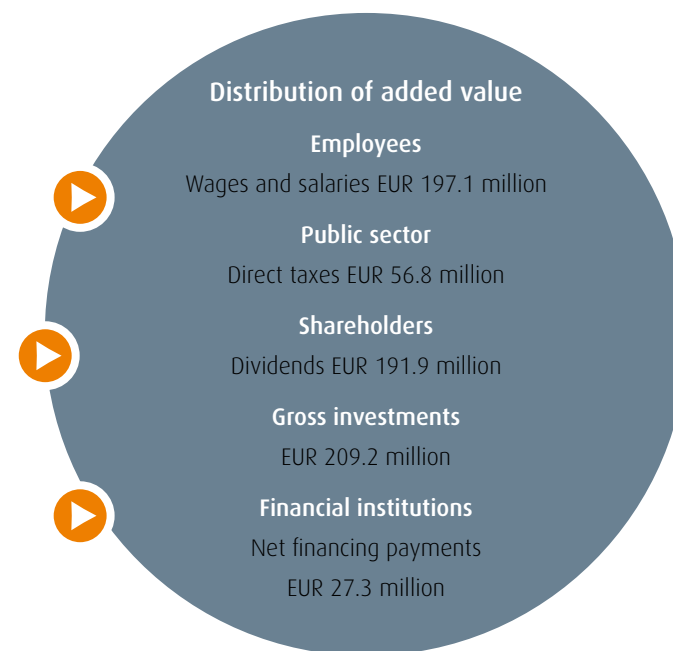 Distribution of added value
Employees
Wages and salaries EUR 197.1 million
Public sector
Direct taxes EUR 56.8 million
Shareholders
Dividends EUR 191.9 million
Gross investments
EUR 209.2 million
Financial institutions
Net financing payments
EUR 27.3 million